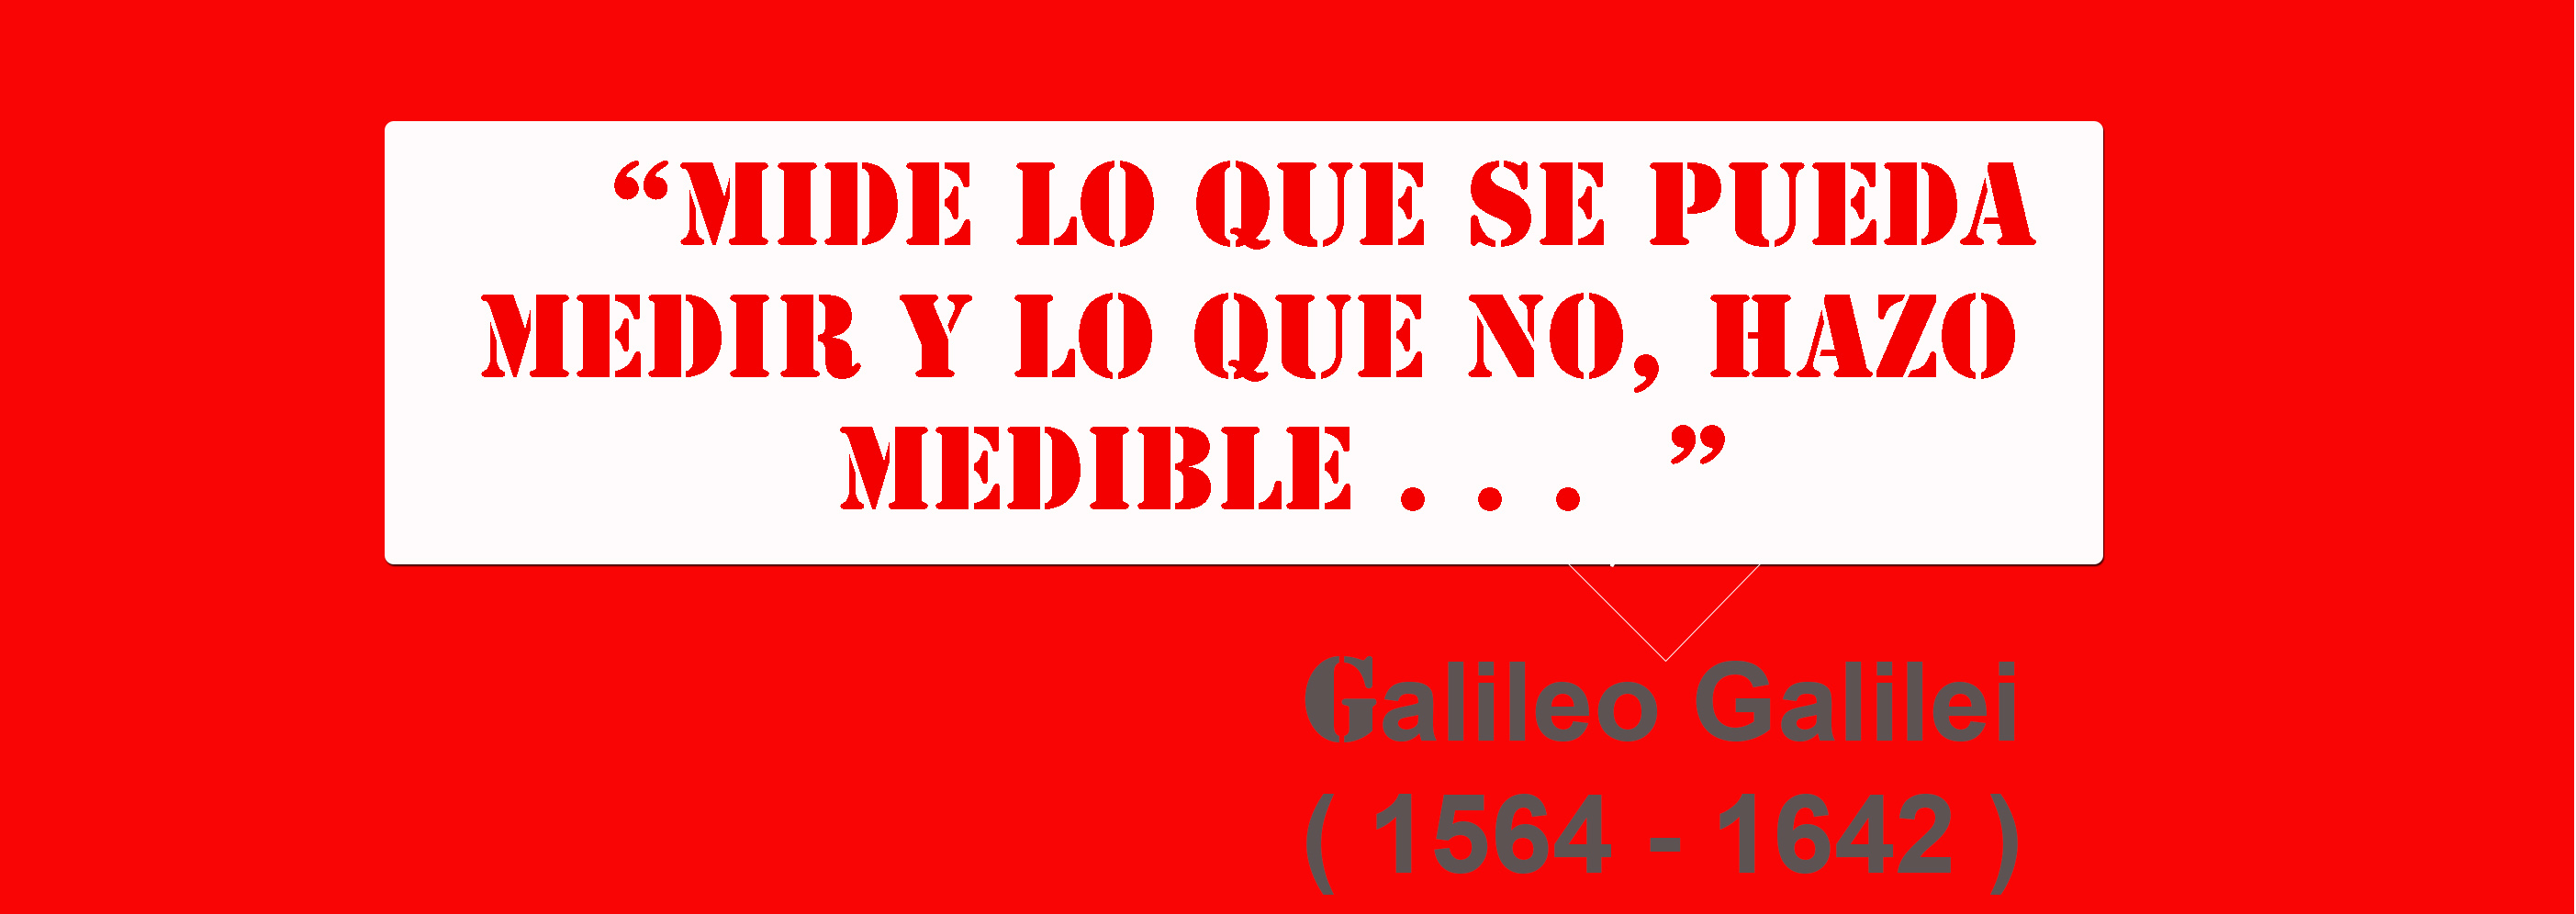 “MIDE LO QUE SE PUEDA
MEDIR Y LO QUE NO, HAZO
MEDIBLE . . . ”
Galileo Galilei
( 1564 - 1642 )